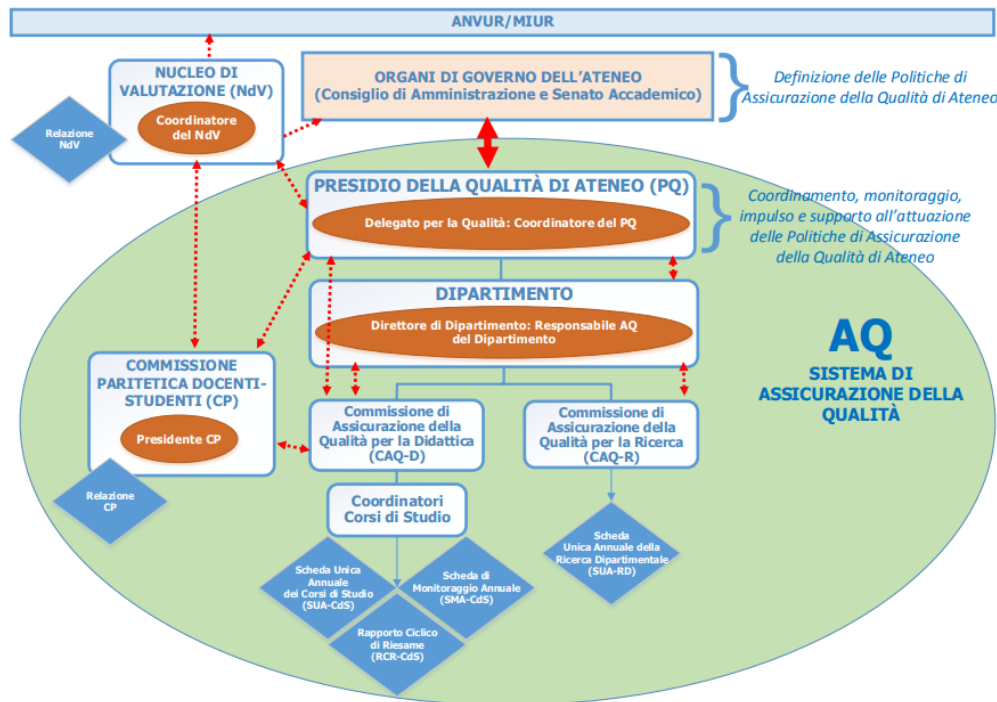 ANVUR/MIUR
NUCLEO DI
VALUTAZIONE (NdV)
Coordinatore
del NdV
Relazione
NdV
ORGANI DI GOVERNO DELL'ATENEO
(Consiglio di Amministrazione e Senato Accademico)
Definizione delle Politiche di
Assicurazione della Qualità di Ateneo
PRESIDIO DELLA QUALITÀ DI ATENEO (PQ)
Delegato per la Qualità: Coordinatore del PQ
Coordinamento, monitoraggio,
impulso e supporto all'attuazione
delle Politiche di Assicurazione
della Qualità di Ateneo
DIPARTIMENTO
Direttore di Dipartimento: Responsabile AQ
del Dipartimento
AQ
SISTEMA DI
ASSICURAZIONE DELLA
QUALITÀ
COMMISSIONE
PARITETICA DOCENTI-
STUDENTI (CP)
Presidente CP
Relazione
CP
Commissione di
Assicurazione della
Qualità per la Didattica
(CAQ-D)
Commissione di
Assicurazione della
Qualità per la Ricerca
(CAQ-R)
Coordinatori
Corsi di Studio
Scheda Unica
Annuale
dei Corsi di Studio
(SUA-CdS)
Scheda di
Monitoraggio Annuale
(SMA-CdS)
Rapporto Ciclico
di Riesame
(RCR-CdS)
Scheda
Unica Annuale della
Ricerca Dipartimentale
(SUA-RD)